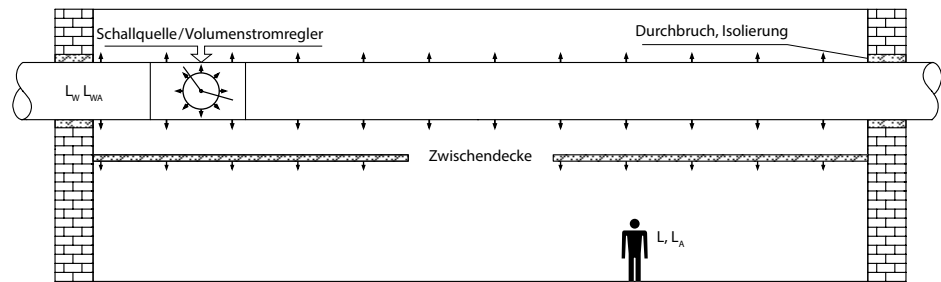 Schallquelle/Volumenstromregler
Durchbruch, Isolierung
L_W L_WA
Zwischendecke
L, L_A